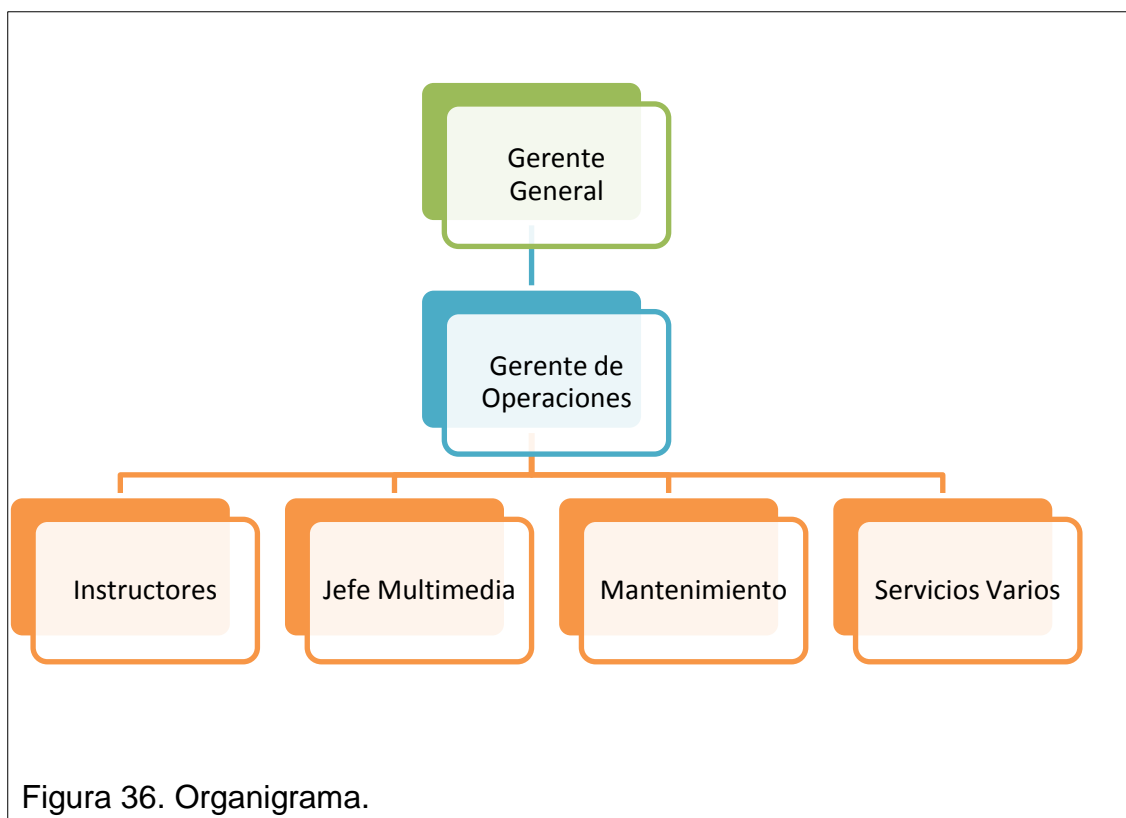 Gerente
General
Gerente de
Operaciones
Instructores
Jefe Multimedia
Mantenimiento
Servicios Varios
Figura 36. Organigrama.